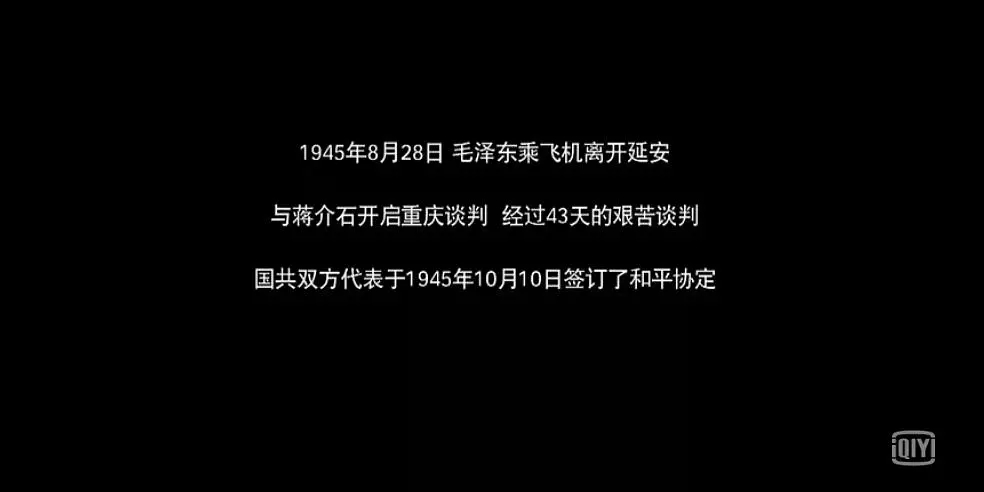 1945年8月28日 毛泽东乘飞机离开延安
与蒋介石开启重庆谈判 经过43天的艰苦谈判
国共双方代表于1945年10月10日签订了和平协定
iQIYI